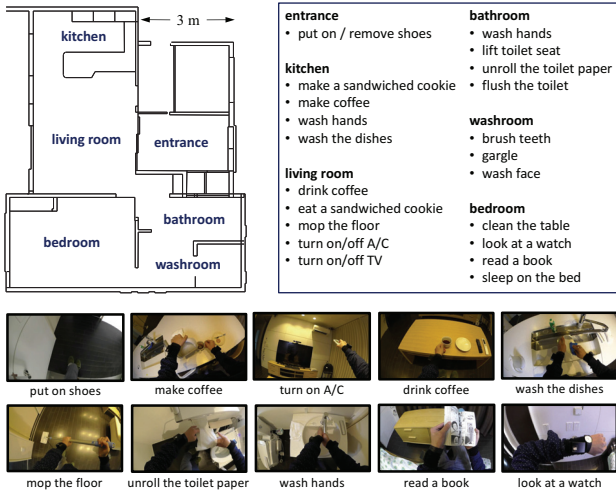 kitchen
3 m
living room
entrance
bathroom
bedroom
washroom
entrance
• put on / remove shoes
kitchen
• make a sandwiched cookie
• make coffee
• wash hands
• wash the dishes
living room
• drink coffee
• eat a sandwiched cookie
• mop the floor
• turn on/off A/C
• turn on/off TV
bathroom
• wash hands
• lift toilet seat
• unroll the toilet paper
• flush the toilet
washroom
• brush teeth
• gargle
• wash face
bedroom
• clean the table
• look at a watch
• read a book
• sleep on the bed
put on shoes
make coffee
turn on A/C
drink coffee
wash the dishes
mop the floor
unroll the toilet paper
wash hands
read a book
look at a watch